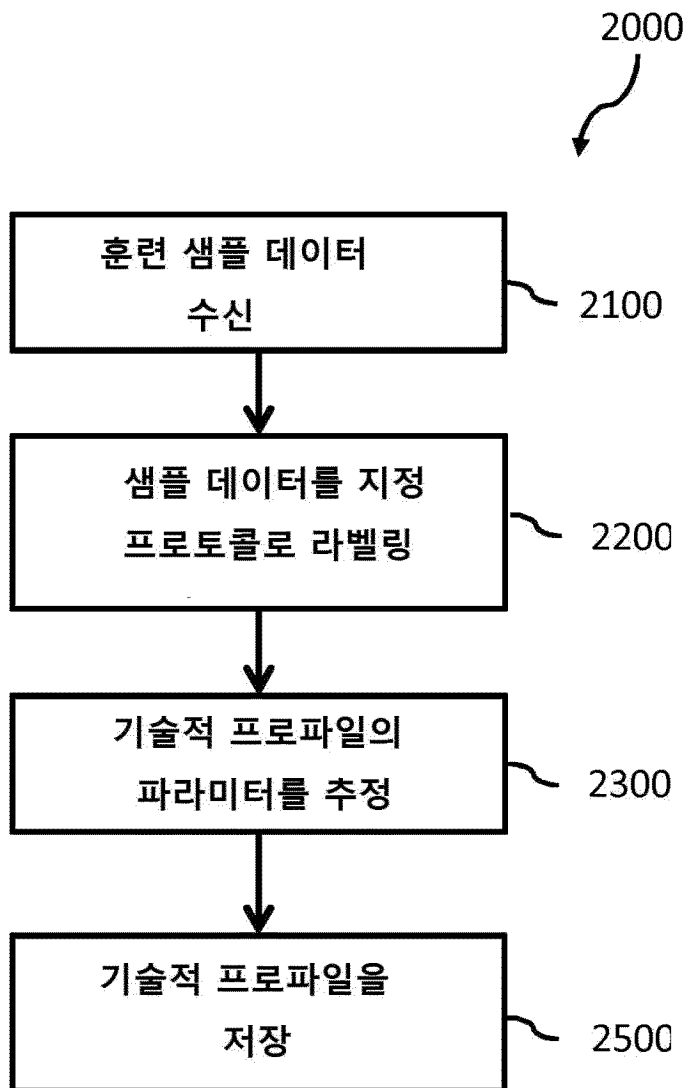 2000
훈련 샘플 데이터
수신
2100
샘플 데이터를 지정
프로토콜로 라벨링
2200
기술적 프로파일의
파라미터를 추정
2300
기술적 프로파일을
저장
2500